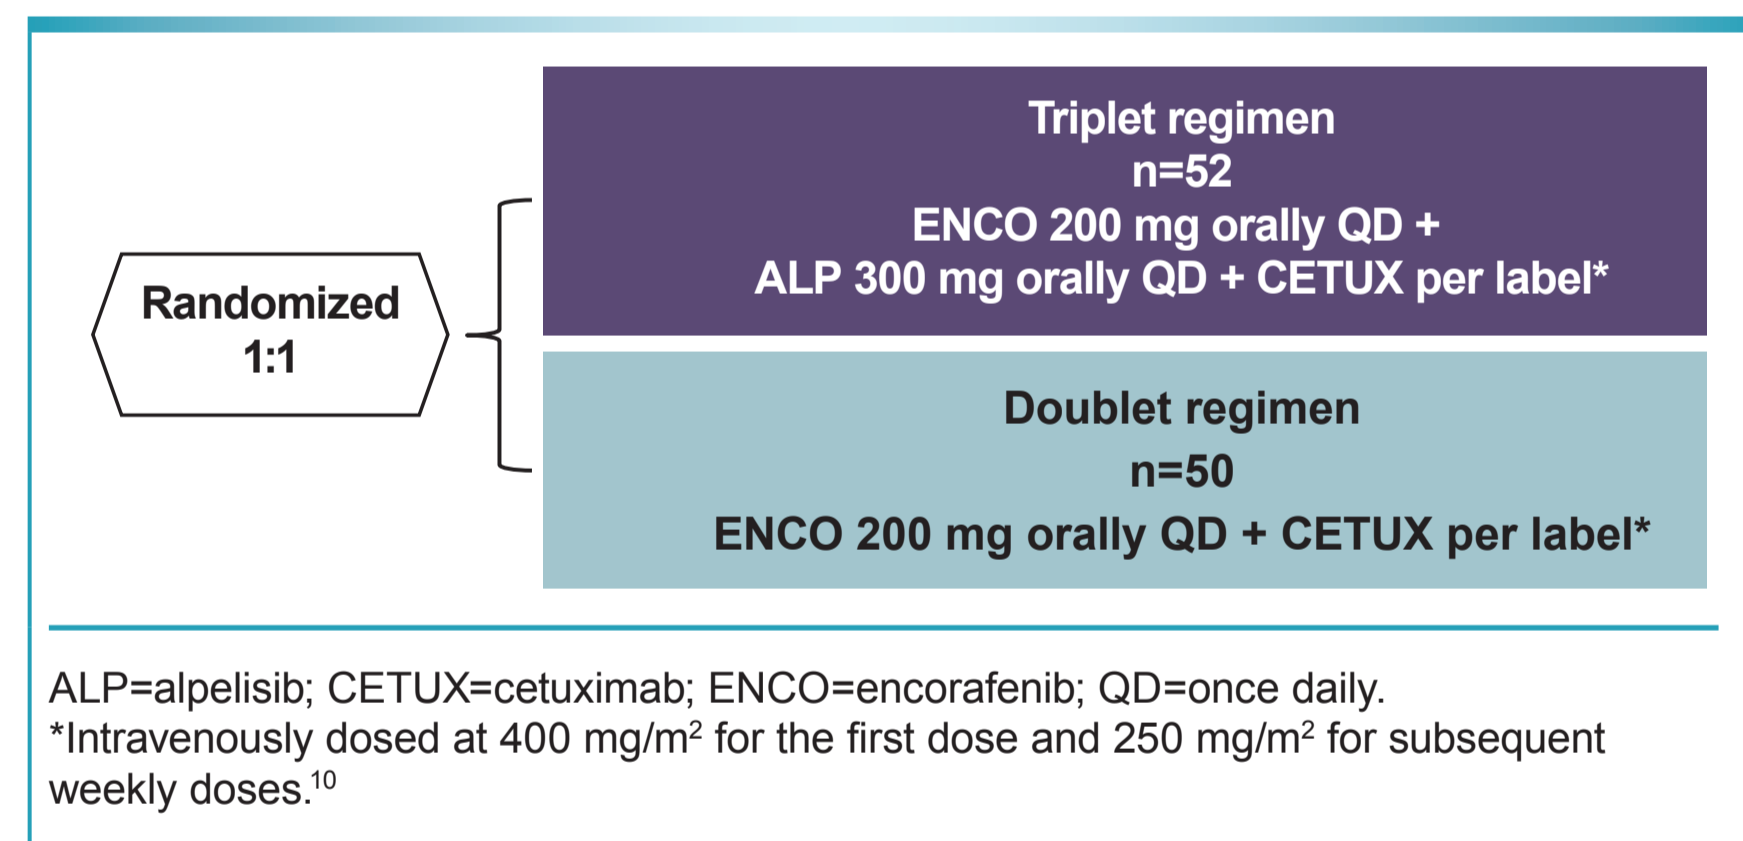 Triplet regimen
n=52
ENCO 200 mg orally QD +
ALP 300 mg orally QD + CETUX per label*
Randomized
1:1
Doublet regimen
n=50
ENCO 200 mg orally QD + CETUX per label*
ALP=alpelisib; CETUX=cetuximab; ENCO=encorafenib; QD=once daily.
*Intravenously dosed at 400 mg/m² for the first dose and 250 mg/m² for subsequent
weekly doses.¹⁰